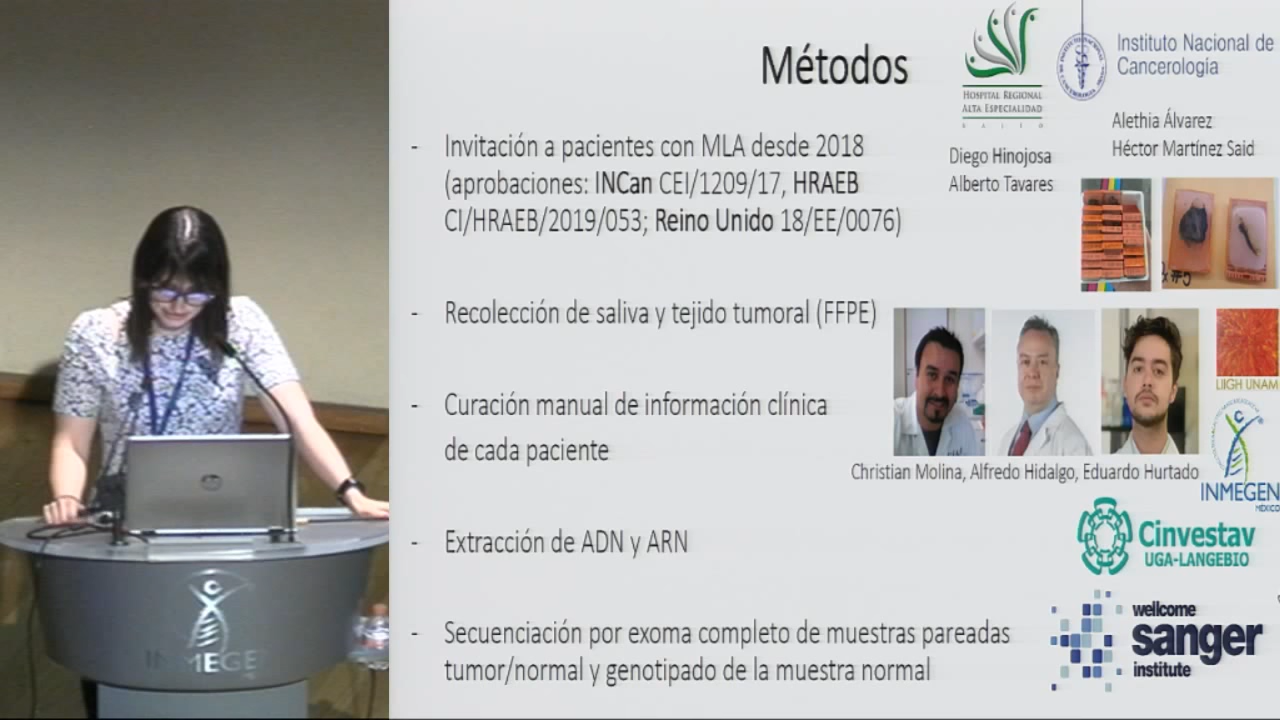 Métodos
HOSPITAL REGIONAL
ALTA ESPECIALIDAD
BAJÍO
Instituto Nacional de
Cancerología
Alethia Álvarez
Héctor Martínez Said
Diego Hinojosa
Alberto Tavares
- Invitación a pacientes con MLA desde 2018
(aprobaciones: INCan CEI/1209/17, HRAEB
CI/HRAEB/2019/053; Reino Unido 18/EE/0076)
- Recolección de saliva y tejido tumoral (FFPE)
- Curación manual de información clínica
de cada paciente
Christian Molina, Alfredo Hidalgo, Eduardo Hurtado
LIIGH UNAM
INMEGEN
MÉXICO
- Extracción de ADN y ARN
Cinvestav
UGA-LANGEBIO
- Secuenciación por exoma completo de muestras pareadas
tumor/normal y genotipado de la muestra normal
wellcome
sanger
institute
INMEGEN
hp